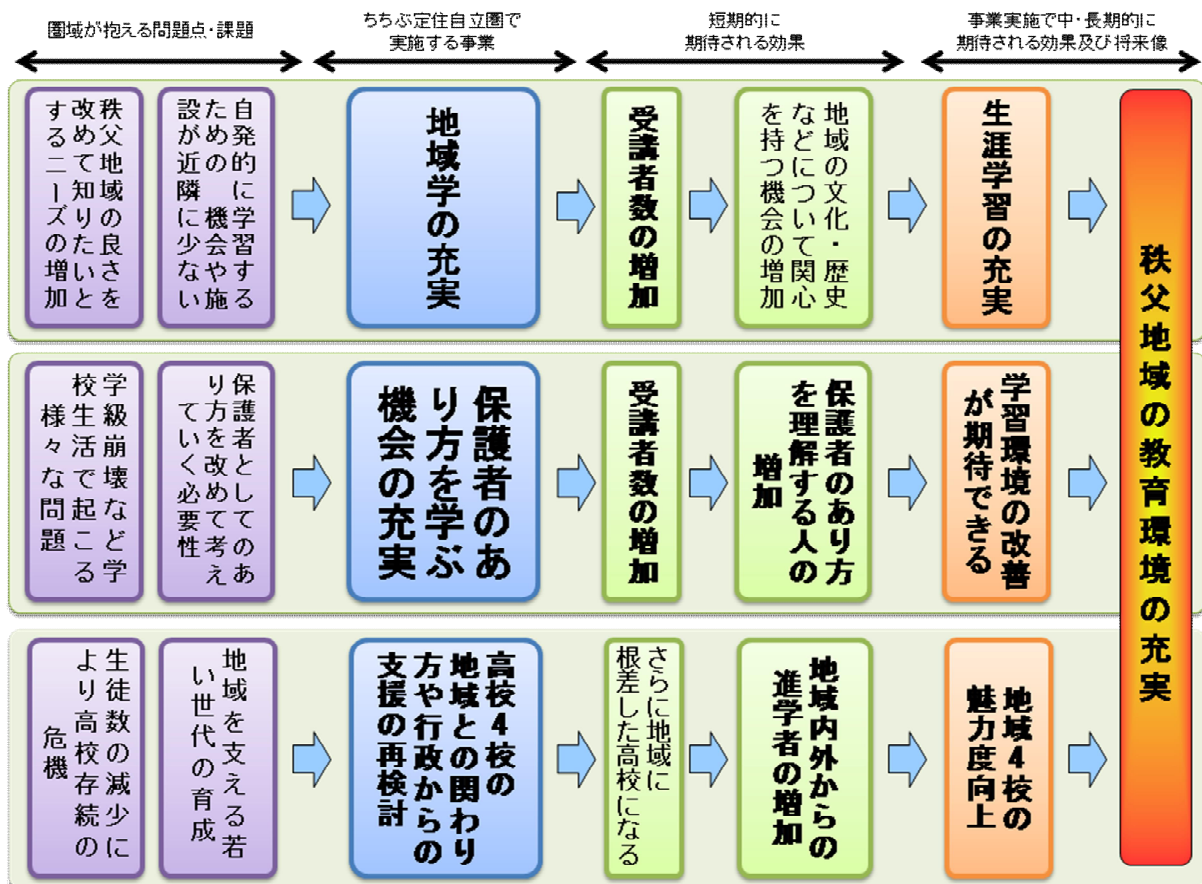 圏域が抱える問題点・課題
ちちぶ定住自立圏で
実施する事業
短期的に
期待される効果
事業実施で中・長期的に
期待される効果及び将来像
秩父地域の良さを
改めて知りたいと
するニーズの増加
自発的に学習する
ための 機会や施
設が近隣に少ない
地域学の充実
受講者数の増加
地域の文化・歴史
などについて関心
を持つ機会の増加
生涯学習の充実
学級崩壊など学
校生活で起こる
様々な問題
保護者としてのあ
り方を改めて考え
ていく必要性
保護者のあ
り方を学ぶ
機会の充実
受講者数の増加
保護者のあり方
を理解する人の
増加
学習環境の改善
が期待できる
生徒数の減少に
より高校存続の
危機
地域を支える若
い世代の育成
高校4校の
地域との関わり
方や行政からの
支援の再検討
さらに地域に
根差した高校になる
地域内外からの
進学者の増加
地域4校の
魅力度向上
秩父地域の教育環境の充実